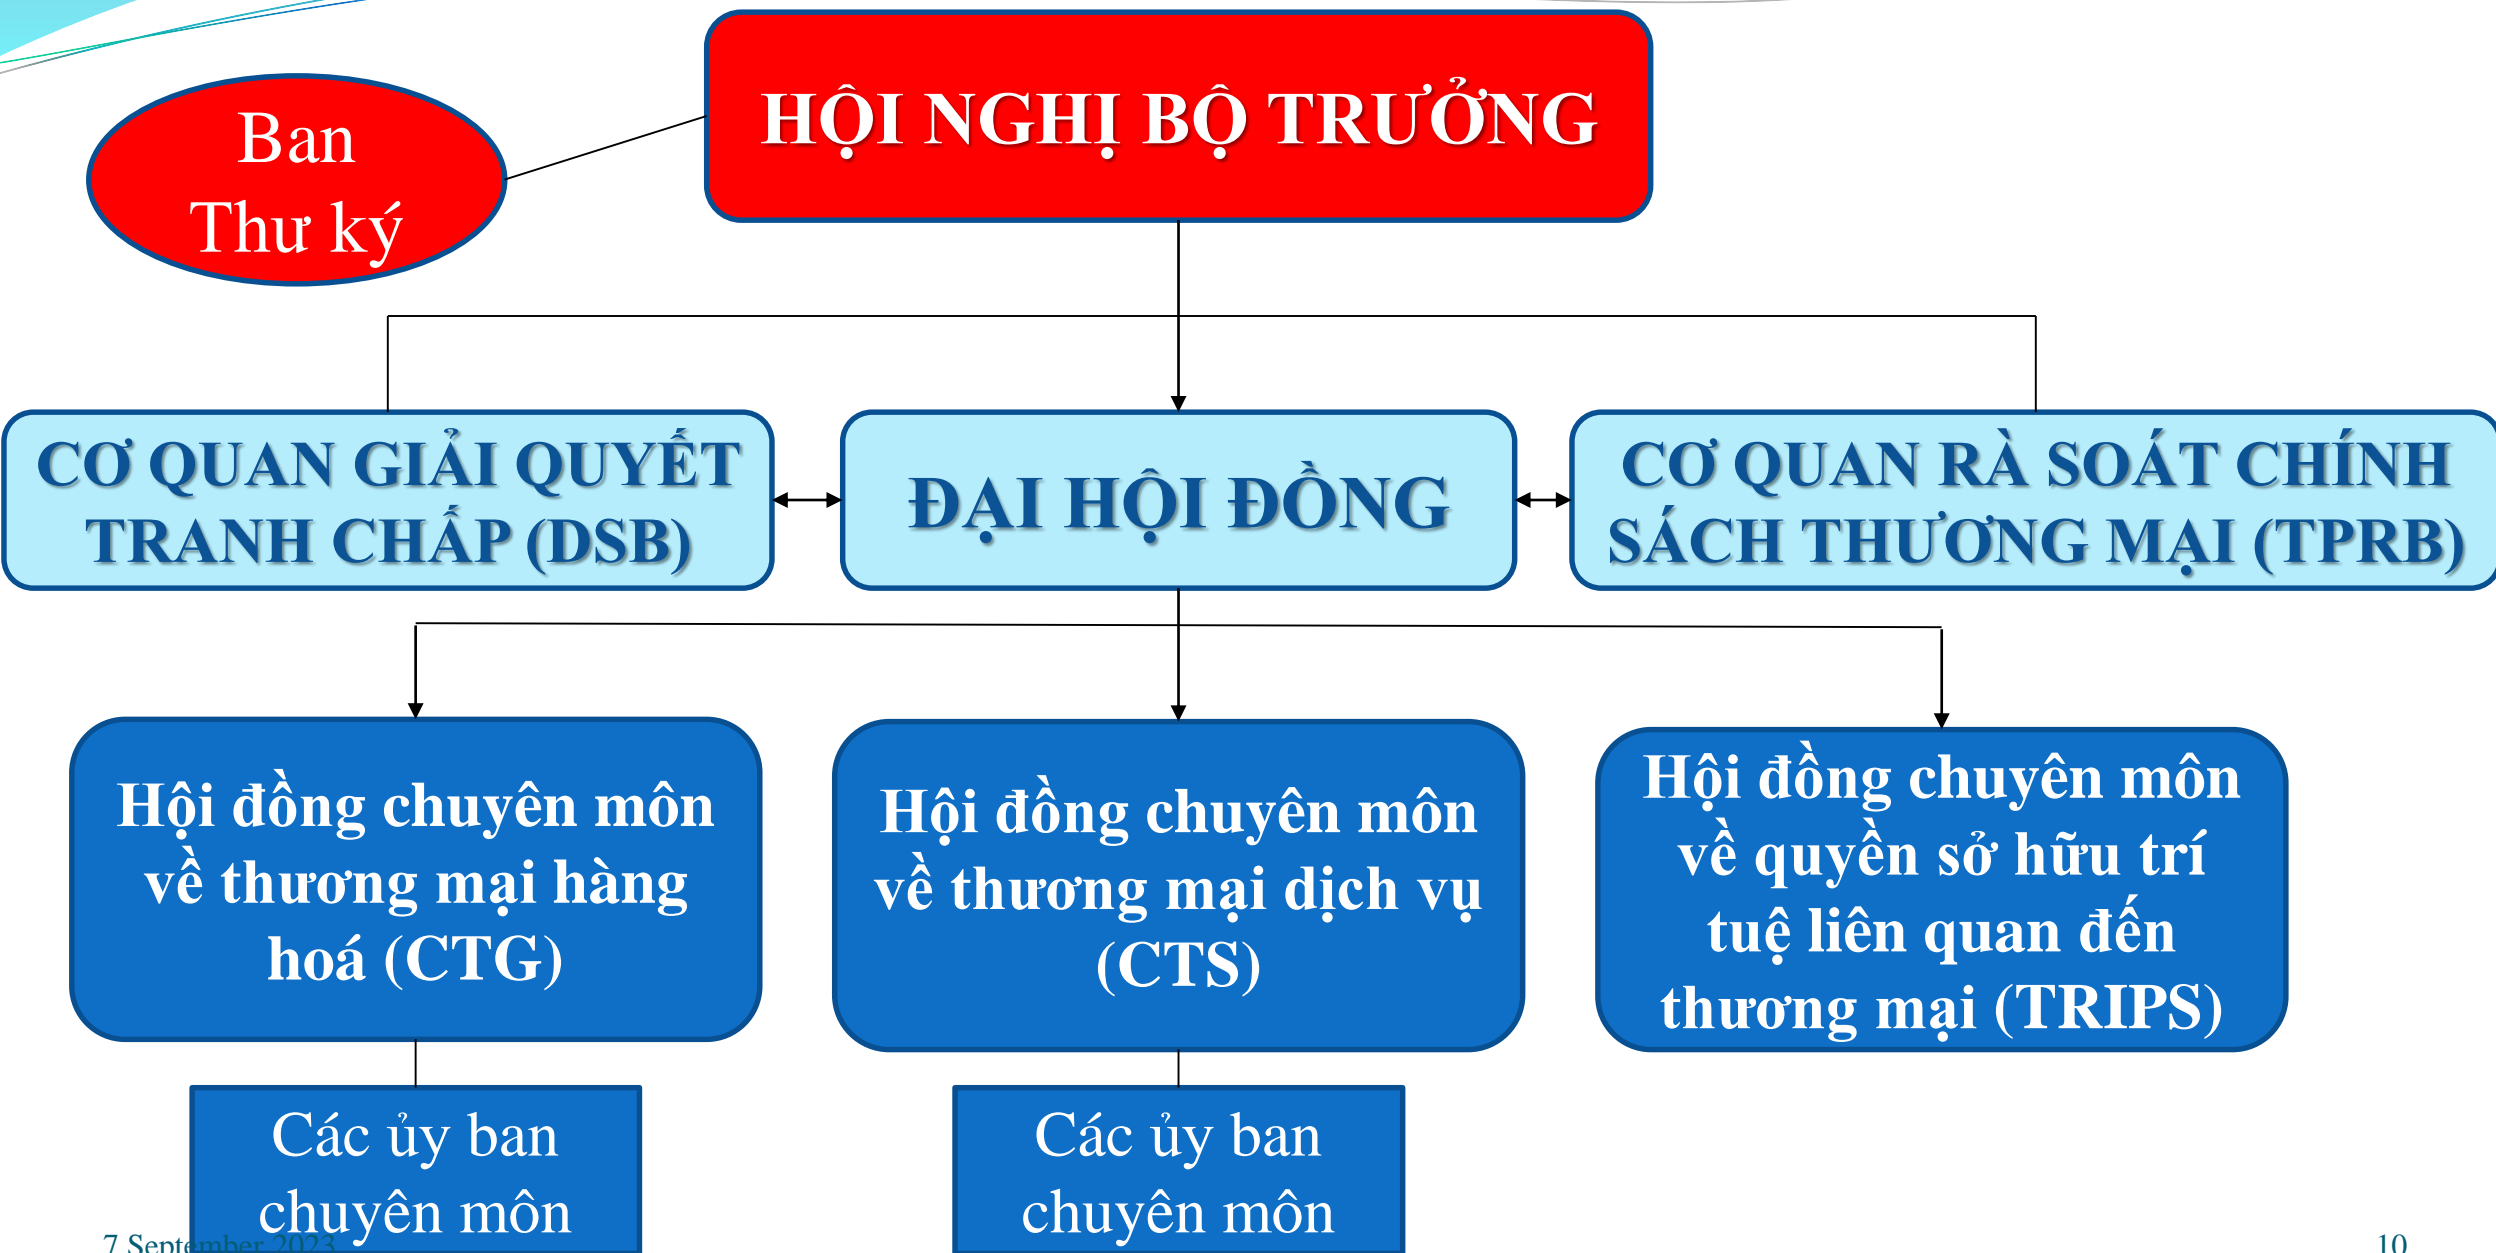 HỘI NGHỊ BỘ TRƯỞNG
Ban
Thư ký
CƠ QUAN GIẢI QUYẾT
TRANH CHẤP (DSB)
ĐẠI HỘI ĐỒNG
CƠ QUAN RÀ SOÁT CHÍNH
SÁCH THƯƠNG MẠI (TPRB)
Hội đồng chuyên môn
về thương mại hàng
hoá (CTG)
Hội đồng chuyên môn
về thương mại dịch vụ
(CTS)
Hội đồng chuyên môn
về quyền sở hữu trí
tuệ liên quan đến
thương mại (TRIPS)
Các ủy ban
chuyên môn
Các ủy ban
chuyên môn
7 September 2023
10